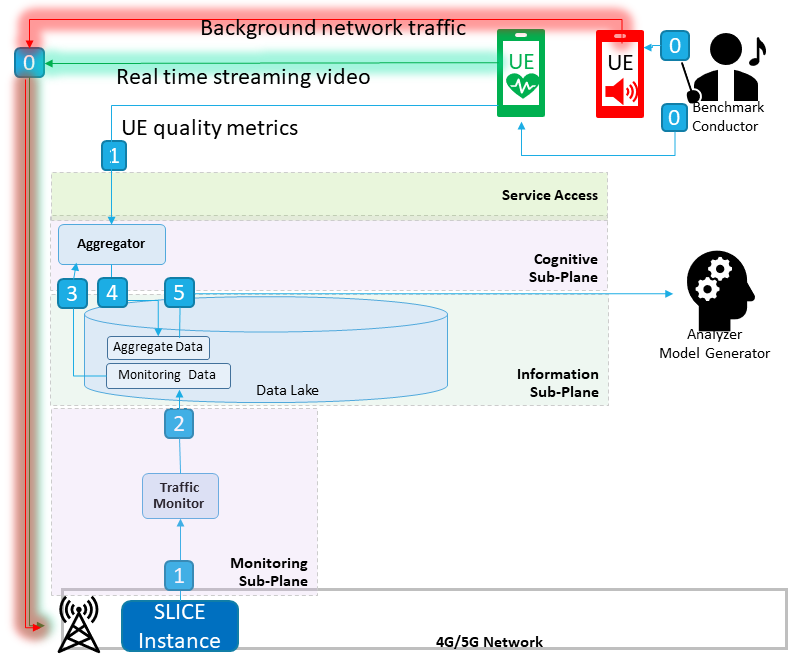 Background network traffic
0
UE
UE
0
Real time streaming video
0
Benchmark
Conductor
UE quality metrics
1
Service Access
Aggregator
Cognitive
Sub-Plane
3
4
5
Analyzer
Model Generator
Aggregate Data
Monitoring Data
Data Lake
Information
Sub-Plane
2
Traffic
Monitor
Monitoring
Sub-Plane
1
SLICE
Instance
4G/5G Network